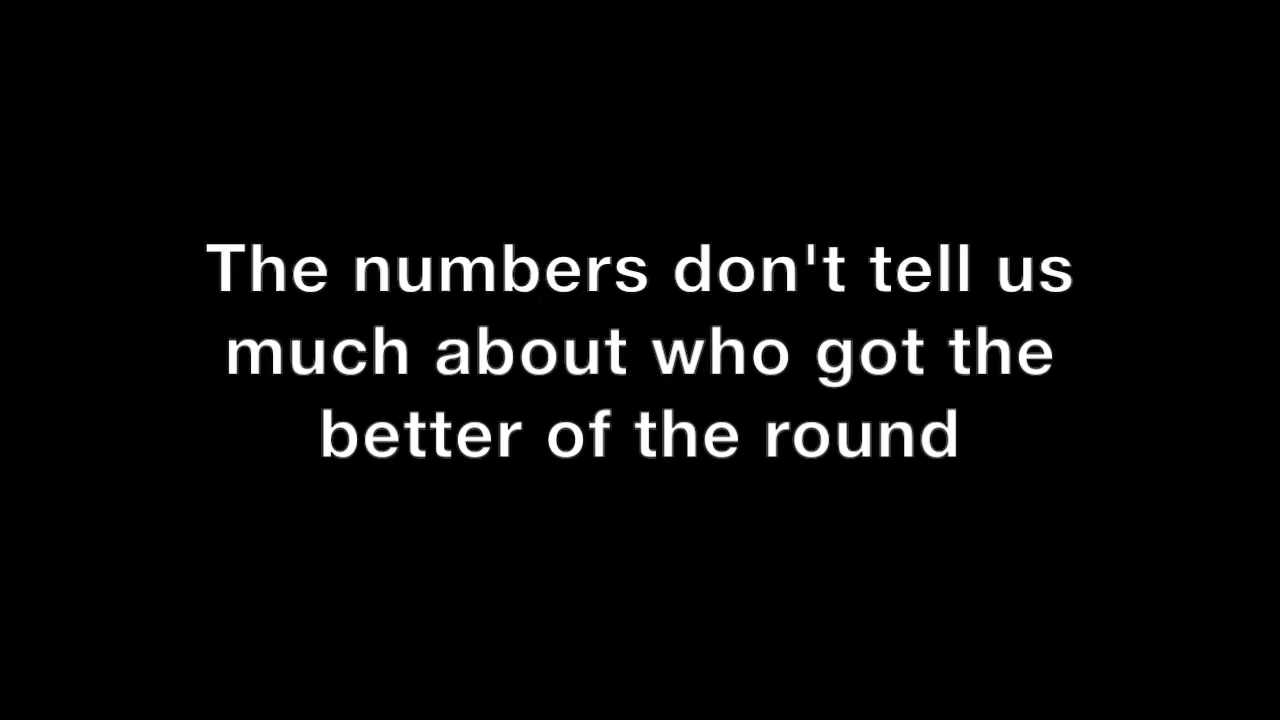 The numbers don't tell us
much about who got the
better of the round